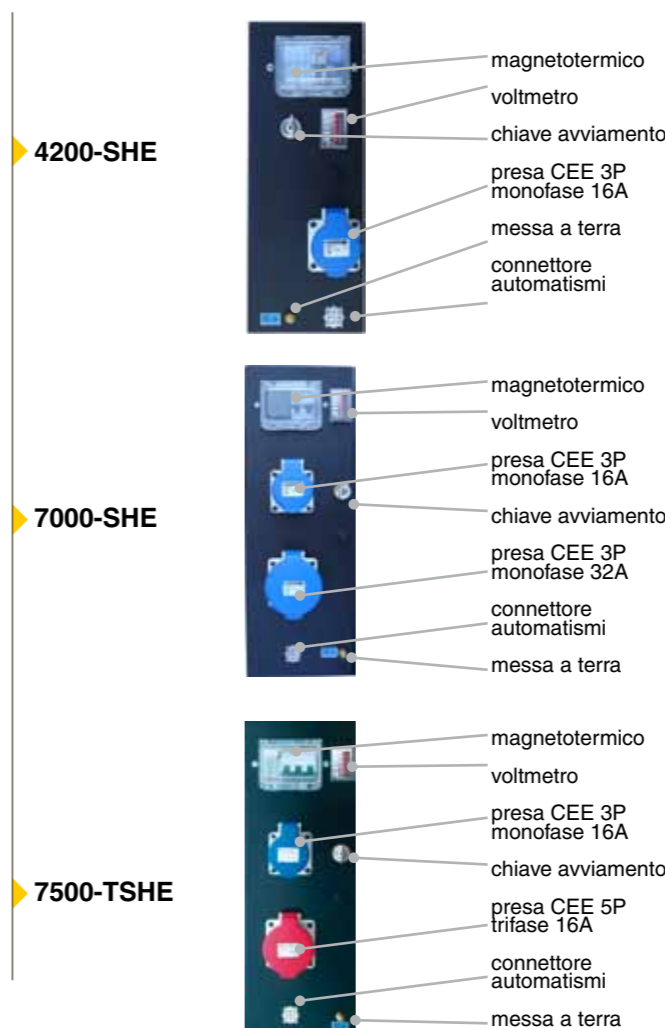 4200-SHE
magnetotermico
voltmetro
chiave avviamento
presa CEE 3P
monofase 16A
messa a terra
connettore
automatismi
7000-SHE
magnetotermico
voltmetro
presa CEE 3P
monofase 16A
chiave avviamento
presa CEE 3P
monofase 32A
connettore
automatismi
messa a terra
7500-TSHE
magnetotermico
voltmetro
presa CEE 3P
monofase 16A
chiave avviamento
presa CEE 5P
trifase 16A
connettore
automatismi
messa a terra